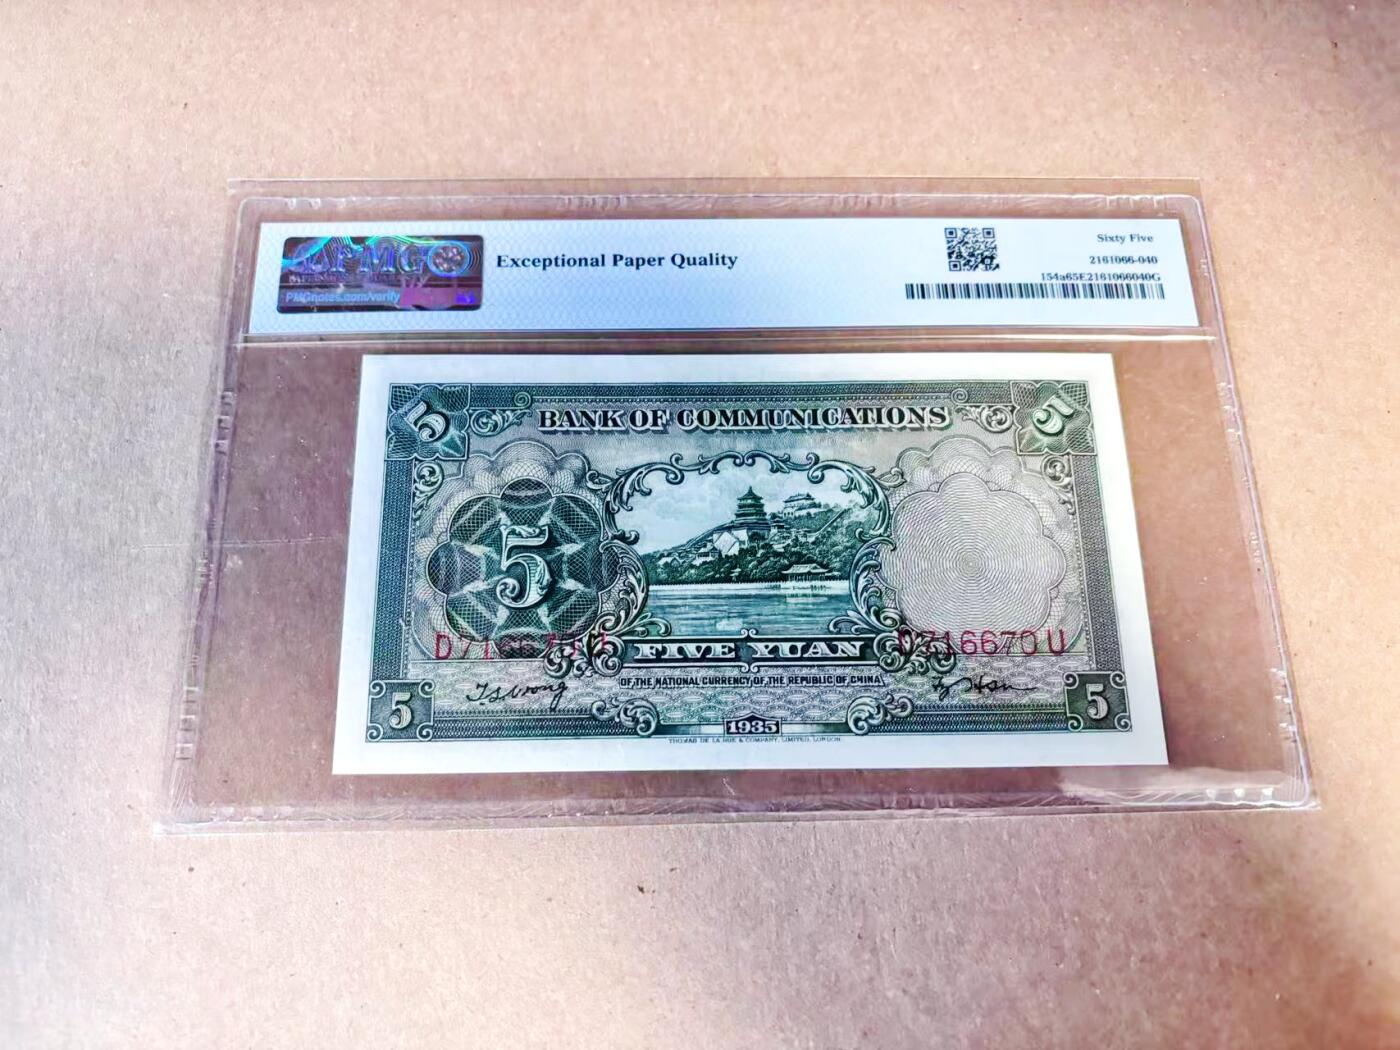 PMG
PMGnotes.com/verify
Exceptional Paper Quality
Sixty Five
2161066-040
154a65E2161066040G
5
BANK OF COMMUNICATIONS
5
5
D716670U
FIVE YUAN
D716670U
OF THE NATIONAL CURRENCY OF THE REPUBLIC OF CHINA
5
1935
5
THOMAS DE LA RUE & COMPANY, LIMITED, LONDON